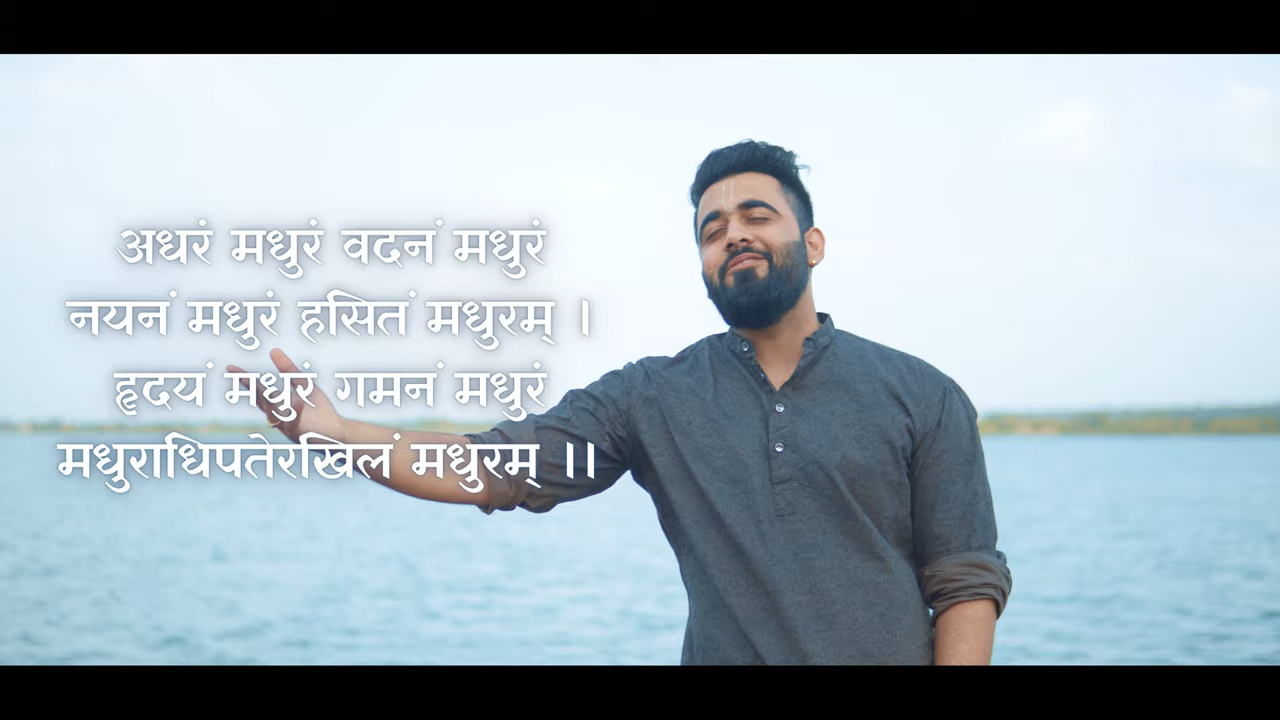 अधरं मधुरं वदनं मधुरं
नयनं मधुरं हसितं मधुरम् ।
हृदयं मधुरं गमनं मधुरं
मधुराधिपतेरखिलं मधुरम् ।।